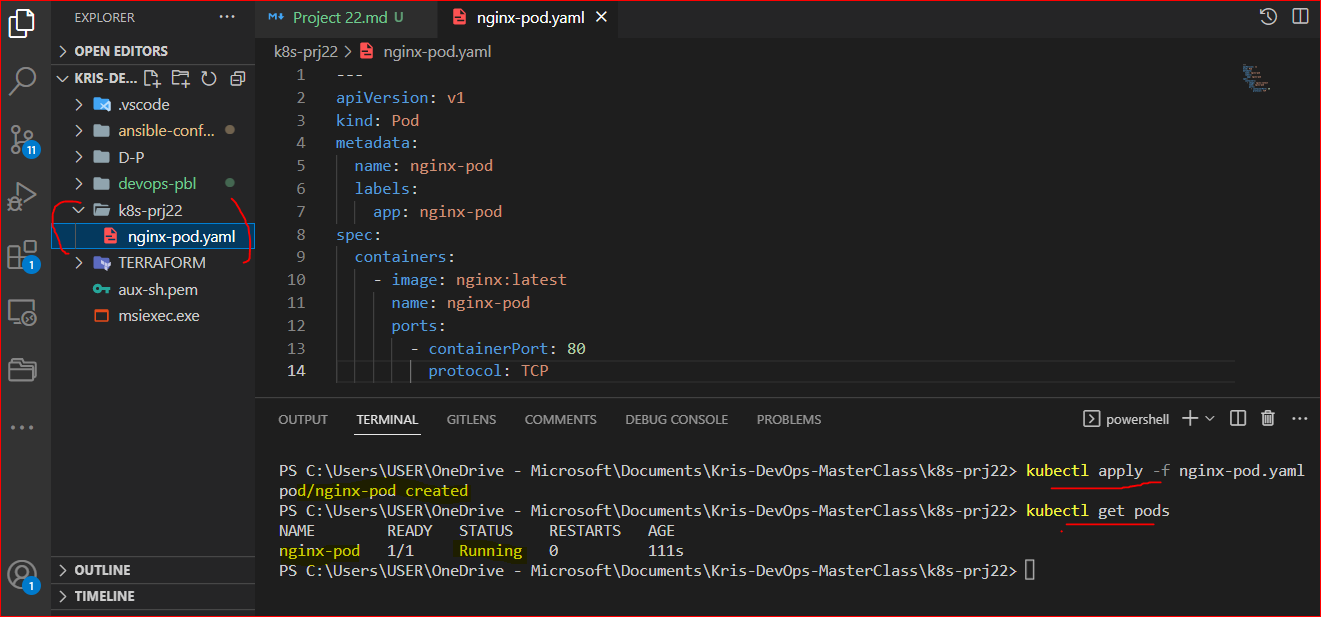 EXPLORER ···
OPEN EDITORS
KRIS-DE...
.vscode
ansible-conf...
D-P
devops-pbl
k8s-prj22
nginx-pod.yaml
TERRAFORM
aux-sh.pem
msiexec.exe
OUTLINE
TIMELINE
11
1
1
Project 22.md U
nginx-pod.yaml
k8s-prj22 > nginx-pod.yaml
1 ---
2 apiVersion: v1
3 kind: Pod
4 metadata:
5   name: nginx-pod
6   labels:
7     app: nginx-pod
8 spec:
9   containers:
10     - image: nginx:latest
11       name: nginx-pod
12       ports:
13         - containerPort: 80
14           protocol: TCP
OUTPUT TERMINAL GITLENS COMMENTS DEBUG CONSOLE PROBLEMS powershell
PS C:\Users\USER\OneDrive - Microsoft\Documents\Kris-DevOps-MasterClass\k8s-prj22> kubectl apply -f nginx-pod.yaml
pod/nginx-pod created
PS C:\Users\USER\OneDrive - Microsoft\Documents\Kris-DevOps-MasterClass\k8s-prj22> kubectl get pods
NAME READY STATUS RESTARTS AGE
nginx-pod 1/1 Running 0 111s
PS C:\Users\USER\OneDrive - Microsoft\Documents\Kris-DevOps-MasterClass\k8s-prj22>